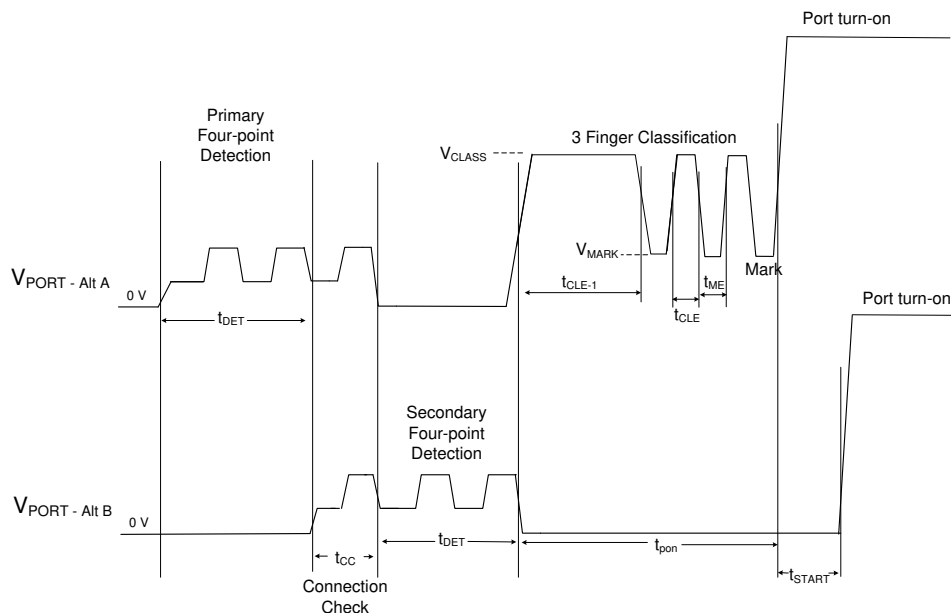 Port turn-on
Primary
Four-point
Detection
3 Finger Classification
VCLASS
VMARK
Mark
VPORT - Alt A
0 V
tDET
tCLE-1
tME
tCLE
Port turn-on
Secondary
Four-point
Detection
VPORT - Alt B
0 V
tCC
tDET
tpon
tSTART
Connection
Check